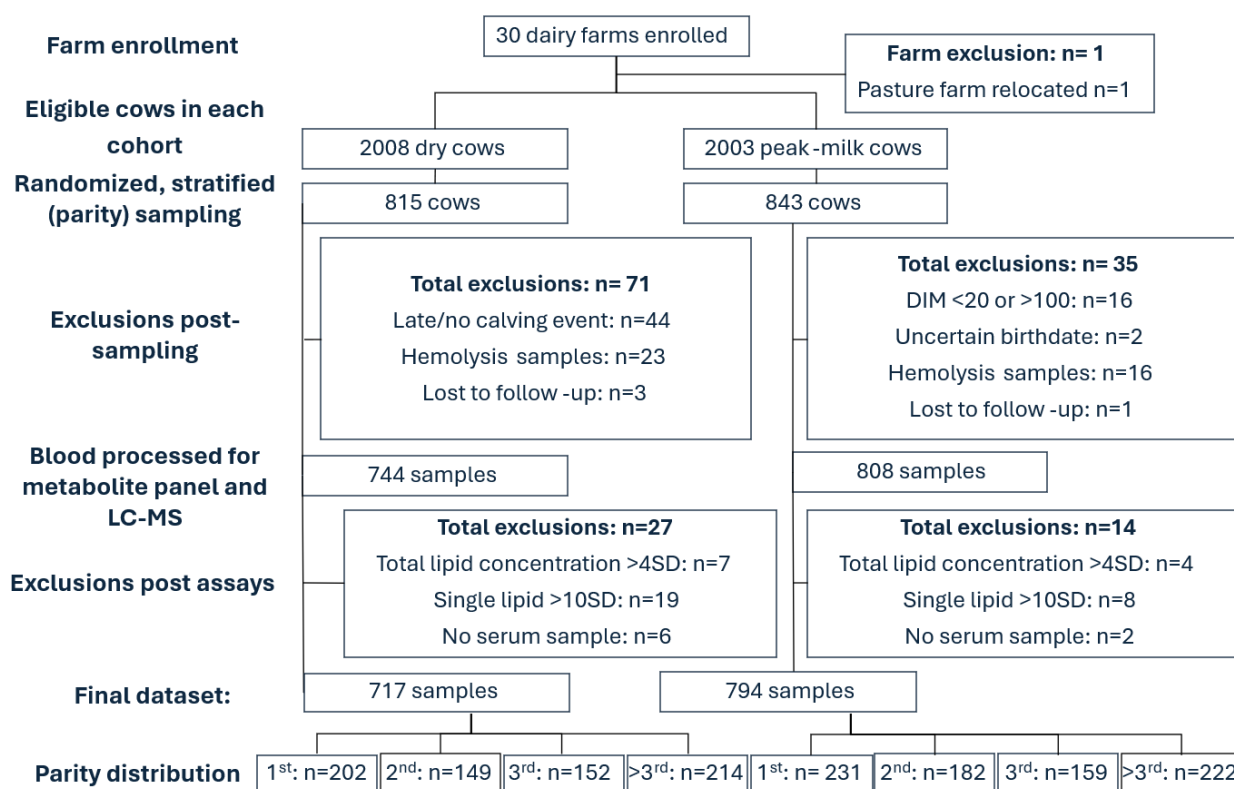 Farm enrollment
30 dairy farms enrolled
Farm exclusion: n= 1
Pasture farm relocated n=1
Eligible cows in each
cohort
2008 dry cows
2003 peak-milk cows
Randomized, stratified
(parity) sampling
815 cows
843 cows
Exclusions post-
sampling
Total exclusions: n= 71
Late/no calving event: n=44
Hemolysis samples: n=23
Lost to follow -up: n=3
Total exclusions: n= 35
DIM <20 or >100: n=16
Uncertain birthdate: n=2
Hemolysis samples: n=16
Lost to follow -up: n=1
Blood processed for
metabolite panel and
LC-MS
744 samples
808 samples
Exclusions post assays
Total exclusions: n=27
Total lipid concentration >4SD: n=7
Single lipid >10SD: n=19
No serum sample: n=6
Total exclusions: n=14
Total lipid concentration >4SD: n=4
Single lipid >10SD: n=8
No serum sample: n=2
Final dataset:
717 samples
794 samples
Parity distribution
1st: n=202
2nd: n=149
3rd: n=152
>3rd: n=214
1st: n= 231
2nd: n=182
3rd: n=159
>3rd: n=222